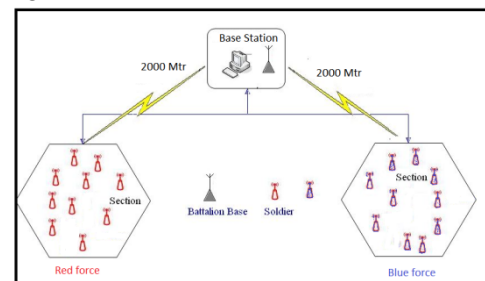 Base Station
2000 Mtr
2000 Mtr
Section
Section
Battalion Base
Soldier
Red force
Blue force